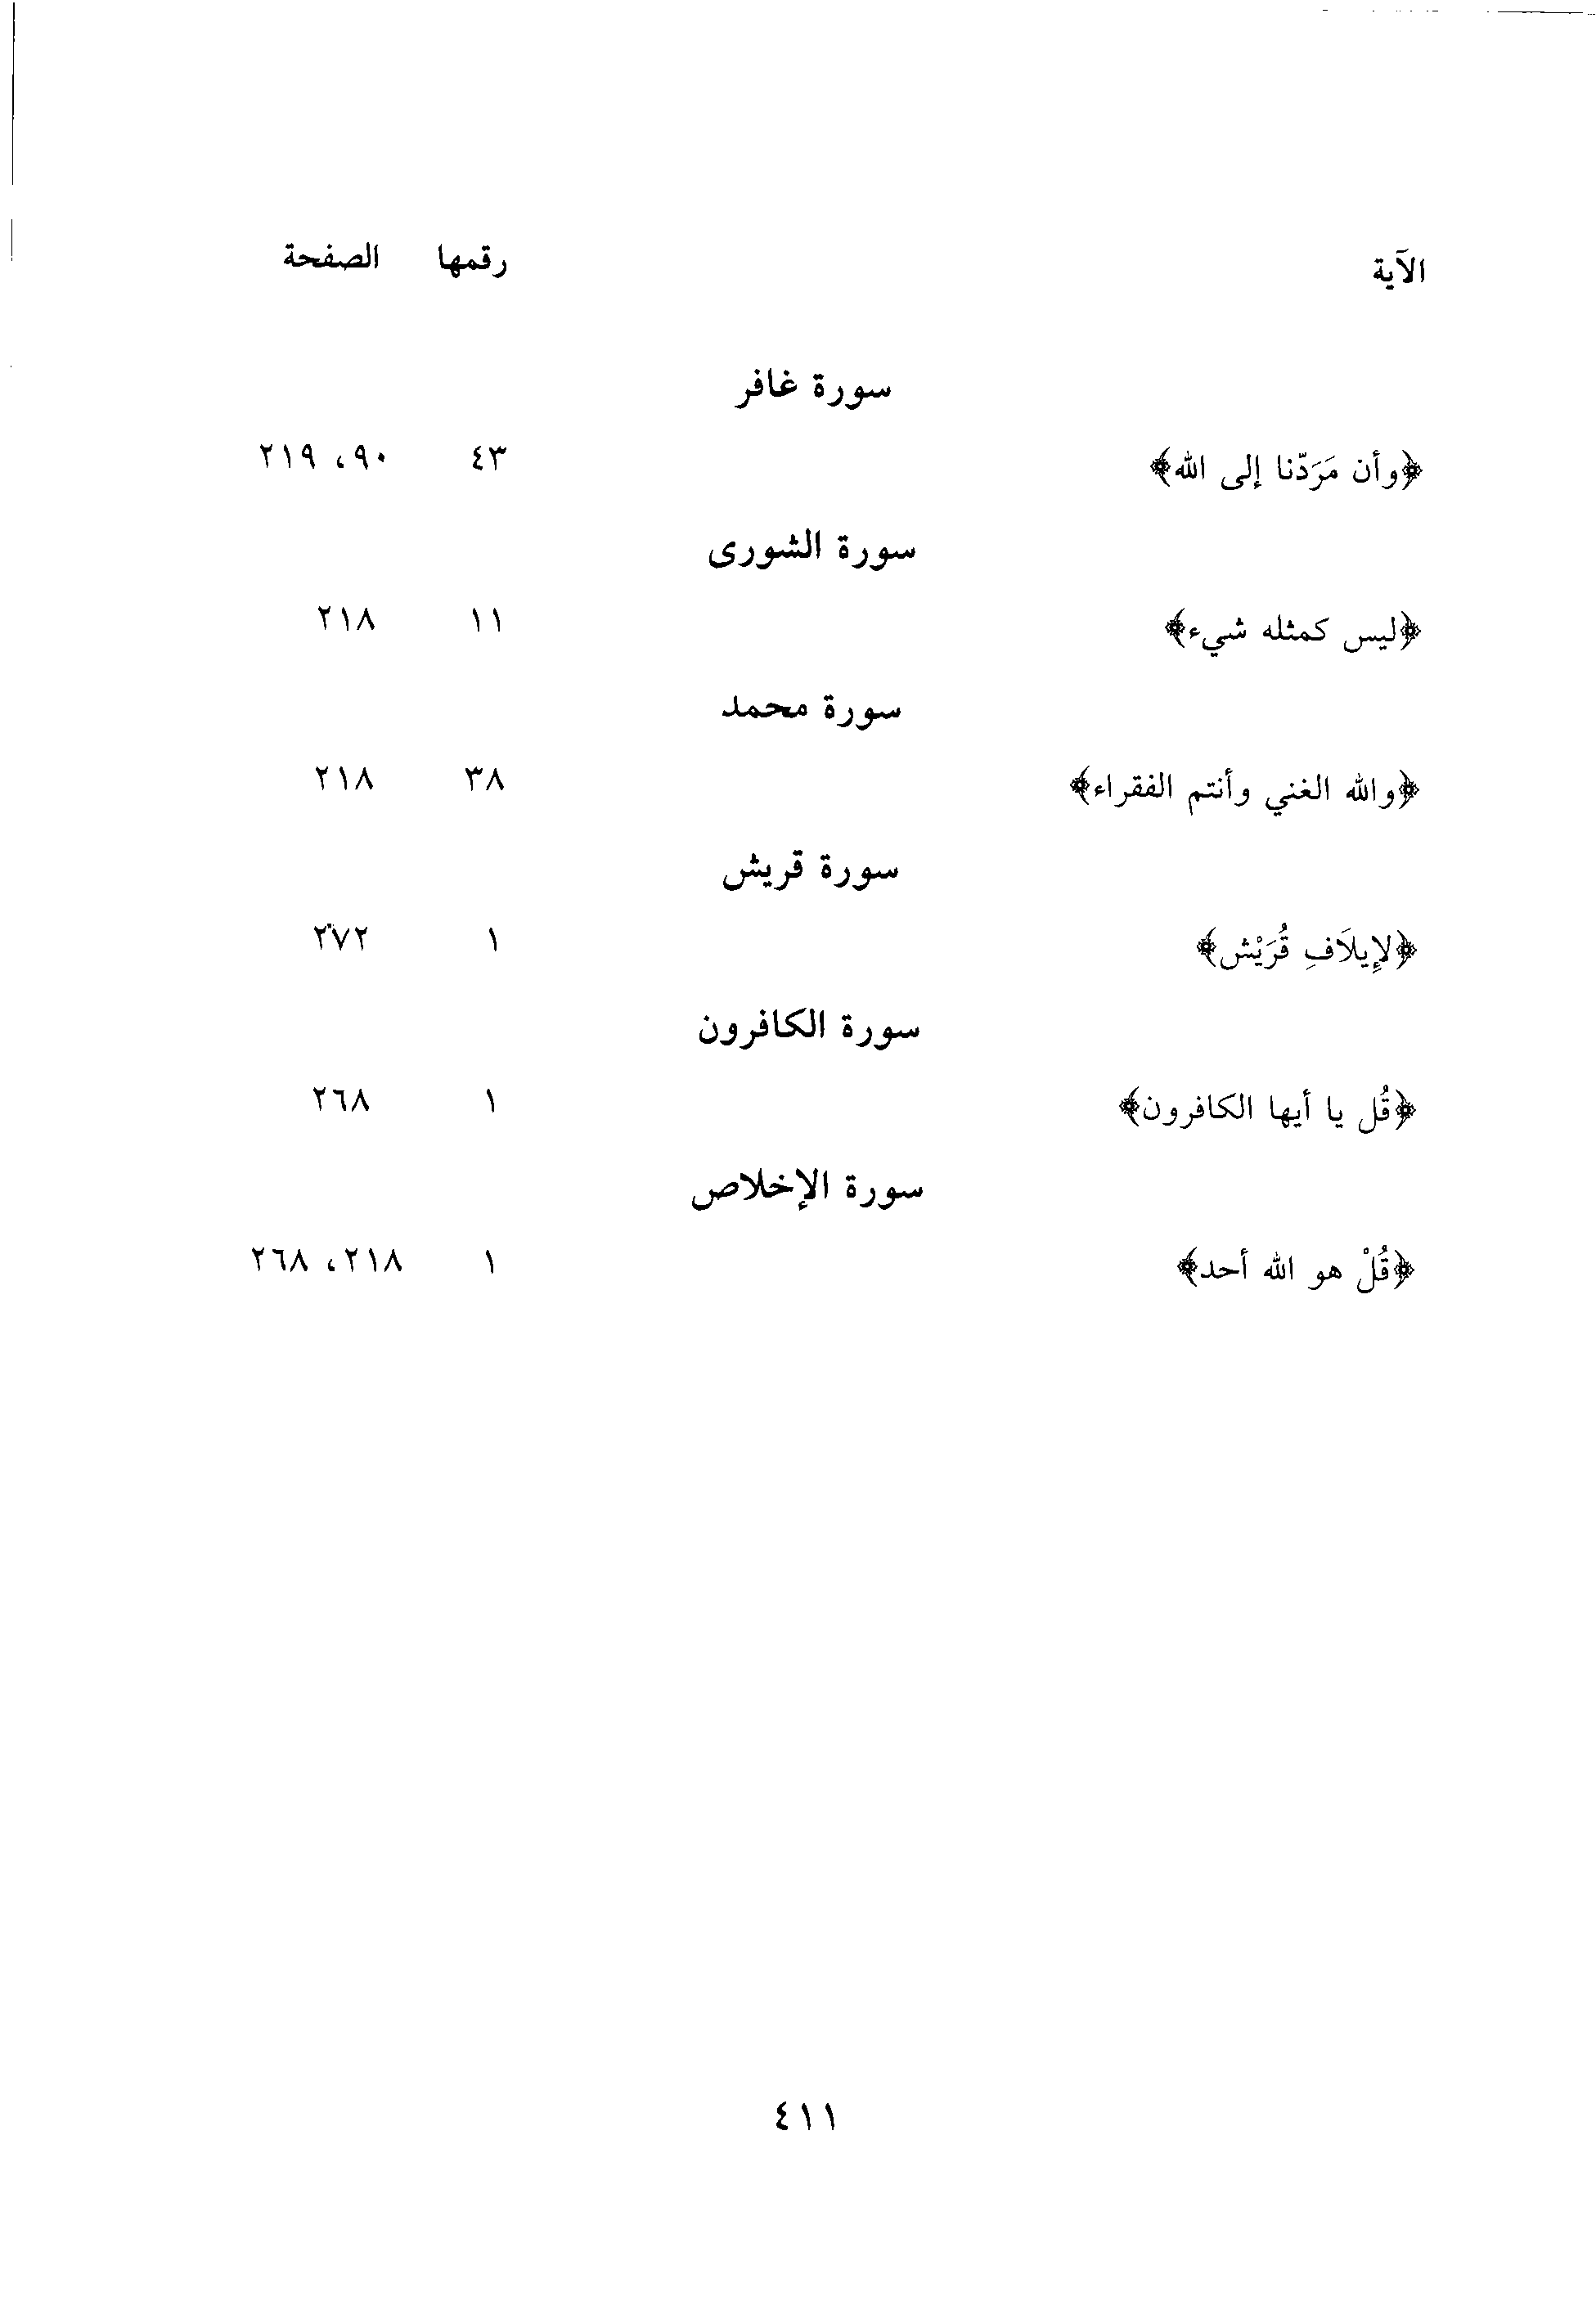 الآية رقمها الصفحة
سورة غافر
﴿وأن مَرَدّنا إلى الله﴾ ٤٣ ٩٠، ٢١٩
سورة الشورى
﴿ليس كمثله شيء﴾ ١١ ٢١٨
سورة محمد
﴿والله الغني وأنتم الفقراء﴾ ٣٨ ٢١٨
سورة قريش
﴿لإِيلَافِ قُرَيْش﴾ ١ ٢٧٢
سورة الكافرون
﴿قُل يا أيها الكافرون﴾ ١ ٢٦٨
سورة الإخلاص
﴿قُلْ هو الله أحد﴾ ١ ٢١٨، ٢٦٨
٤١١